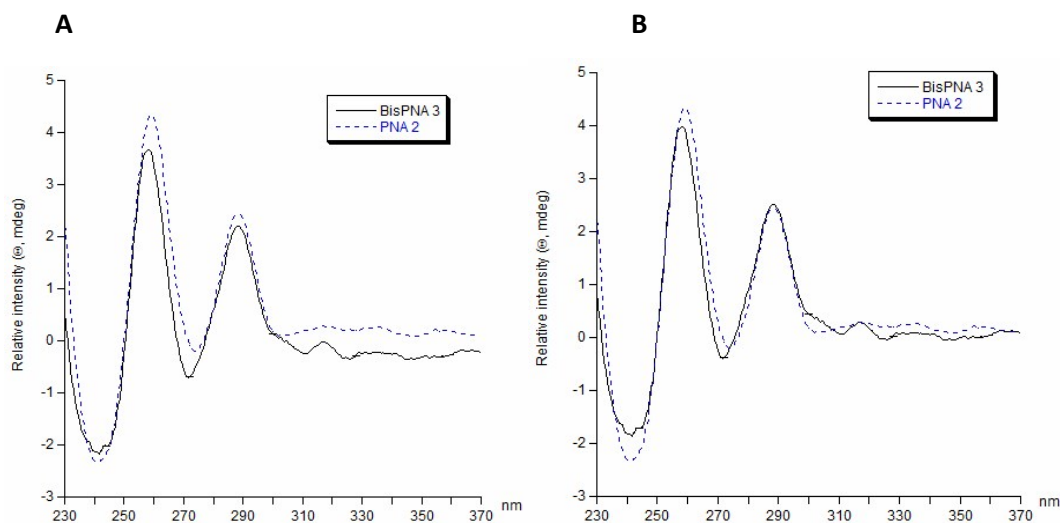 A
B
BisPNA 3
PNA 2
Relative intensity (Θ, mdeg)
5
4
3
2
1
0
-1
-2
-3
230 250 270 290 310 330 350 370
nm
BisPNA 3
PNA 2
Relative intensity (Θ, mdeg)
5
4
3
2
1
0
-1
-2
-3
230 250 270 290 310 330 350 370
nm